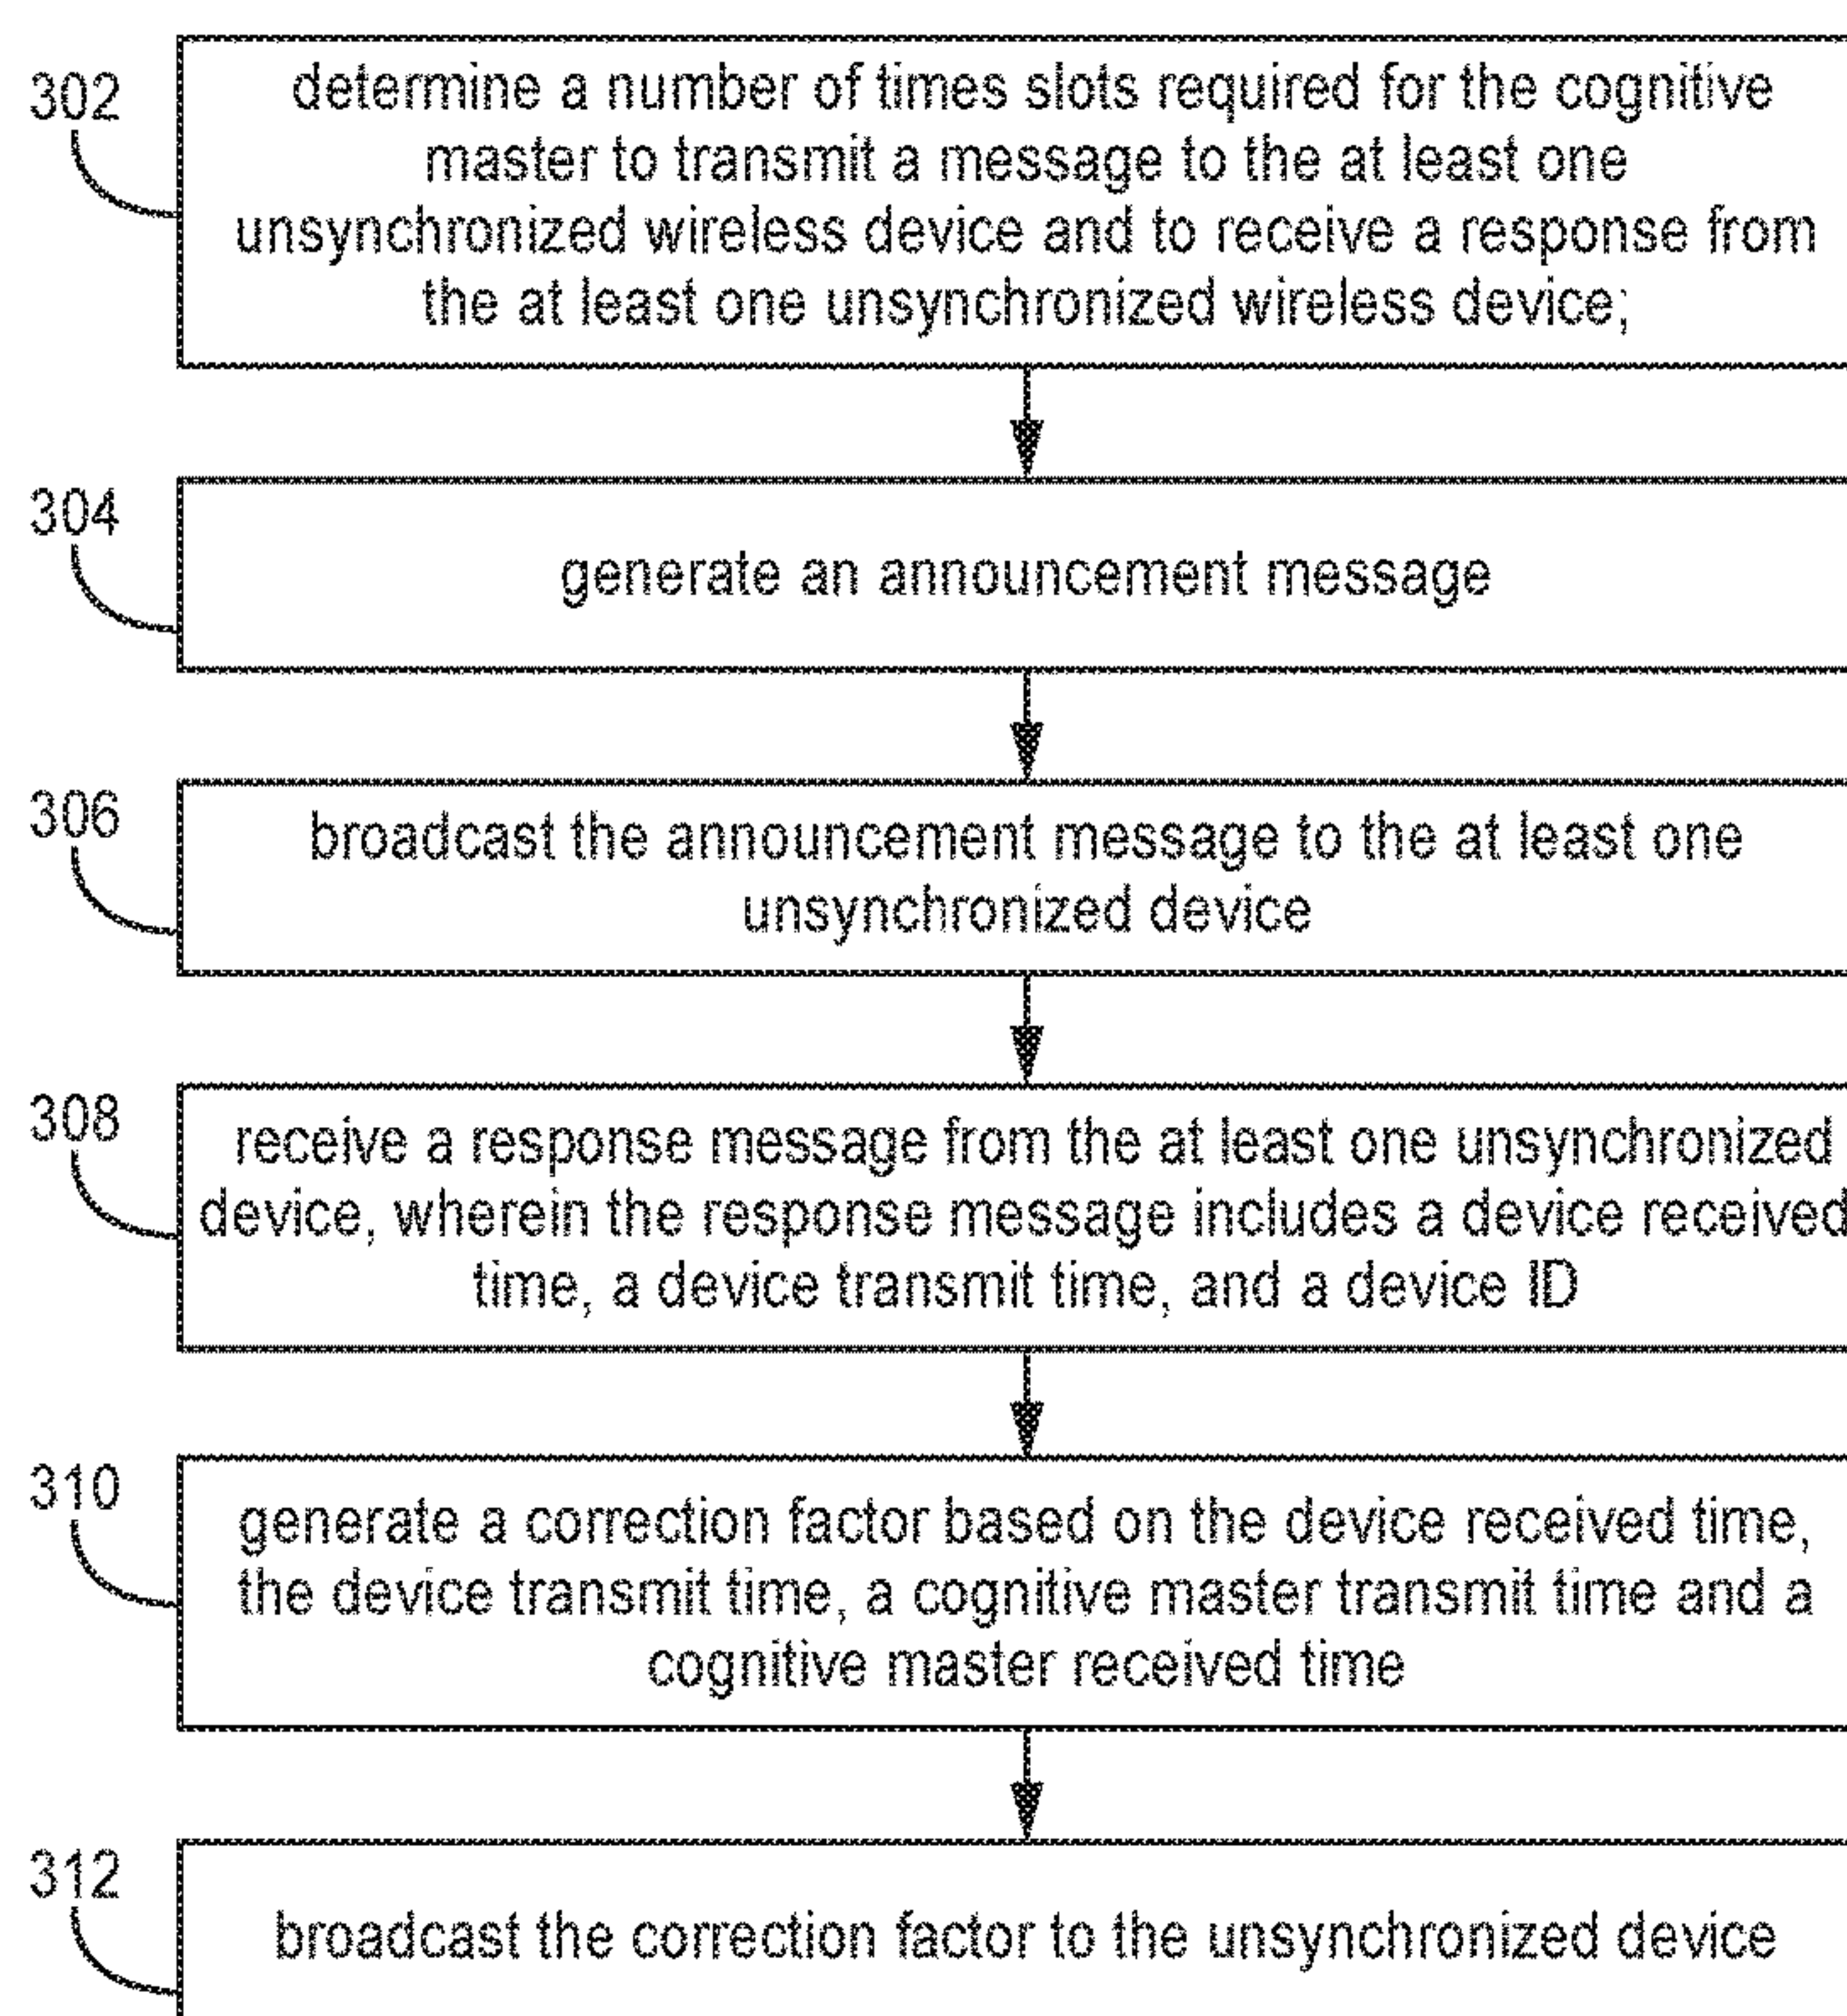 302
determine a number of times slots required for the cognitive
master to transmit a message to the at least one
unsynchronized wireless device and to receive a response from
the at least one unsynchronized wireless device;
304
generate an announcement message
306
broadcast the announcement message to the at least one
unsynchronized device
308
receive a response message from the at least one unsynchronized
device, wherein the response message includes a device received
time, a device transmit time, and a device ID
310
generate a correction factor based on the device received time,
the device transmit time, a cognitive master transmit time and a
cognitive master received time
312
broadcast the correction factor to the unsynchronized device